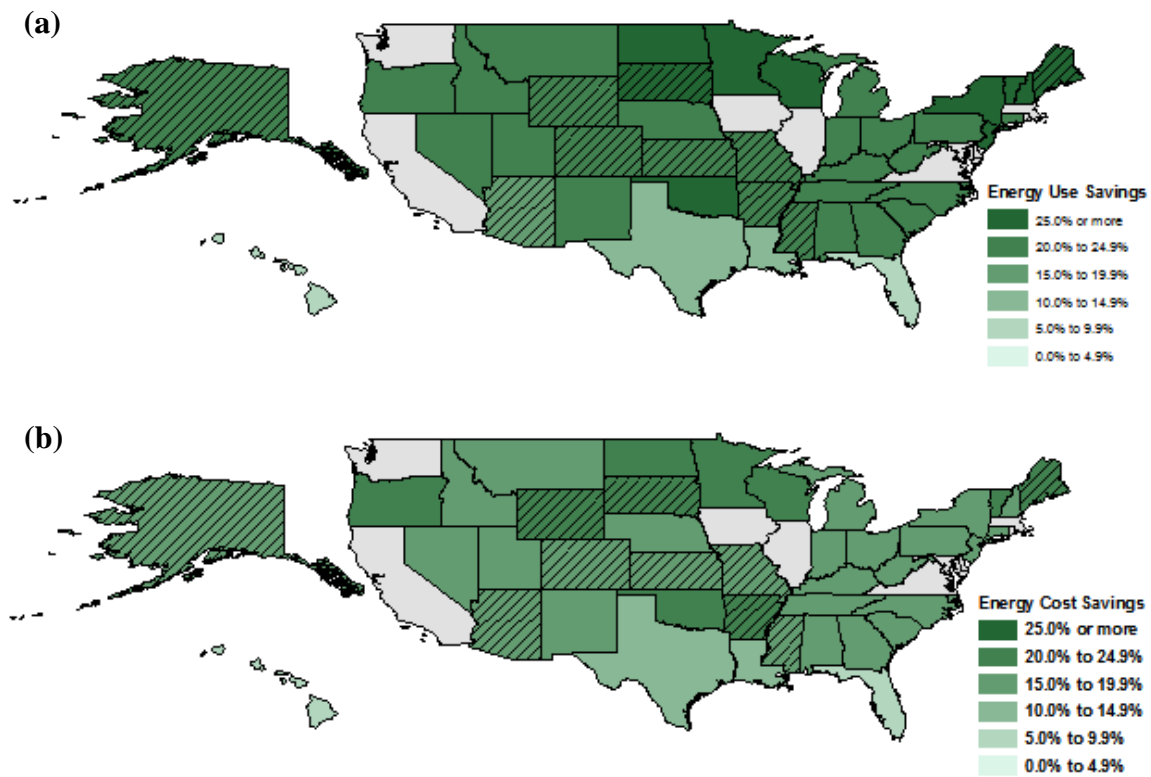 (a)
Energy Use Savings
25.0% or more
20.0% to 24.9%
15.0% to 19.9%
10.0% to 14.9%
5.0% to 9.9%
0.0% to 4.9%
(b)
Energy Cost Savings
25.0% or more
20.0% to 24.9%
15.0% to 19.9%
10.0% to 14.9%
5.0% to 9.9%
0.0% to 4.9%